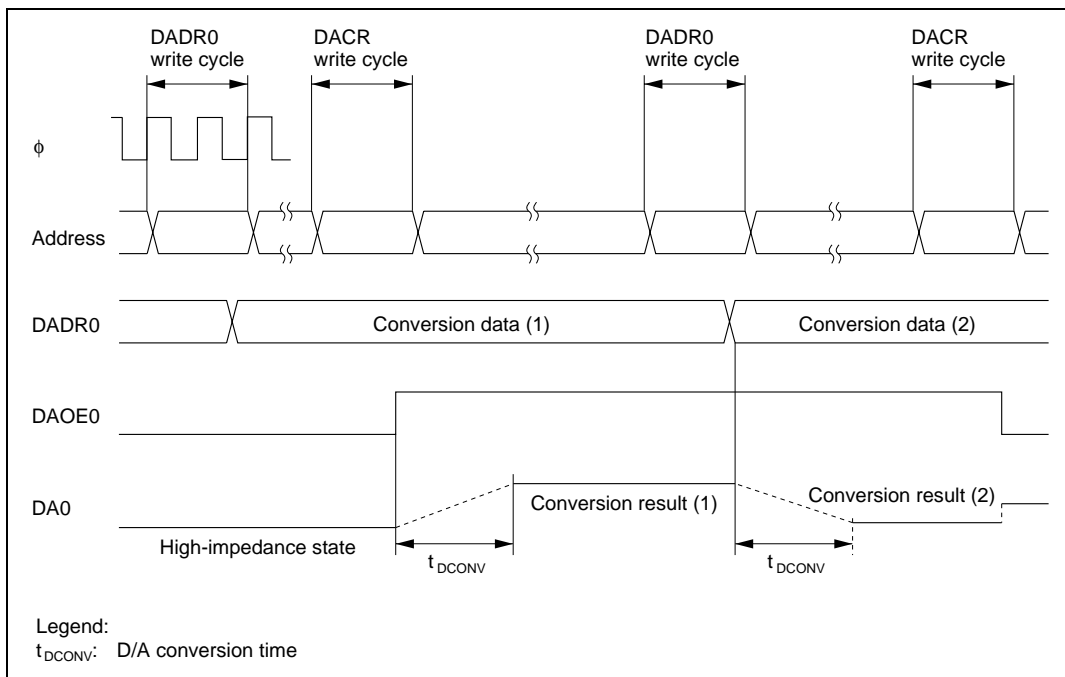 DADR0
write cycle
DACR
write cycle
DADR0
write cycle
DACR
write cycle
ϕ
Address
DADR0
Conversion data (1)
Conversion data (2)
DAOE0
DA0
Conversion result (1)
Conversion result (2)
High-impedance state
t DCONV
t DCONV
Legend:
t DCONV: D/A conversion time